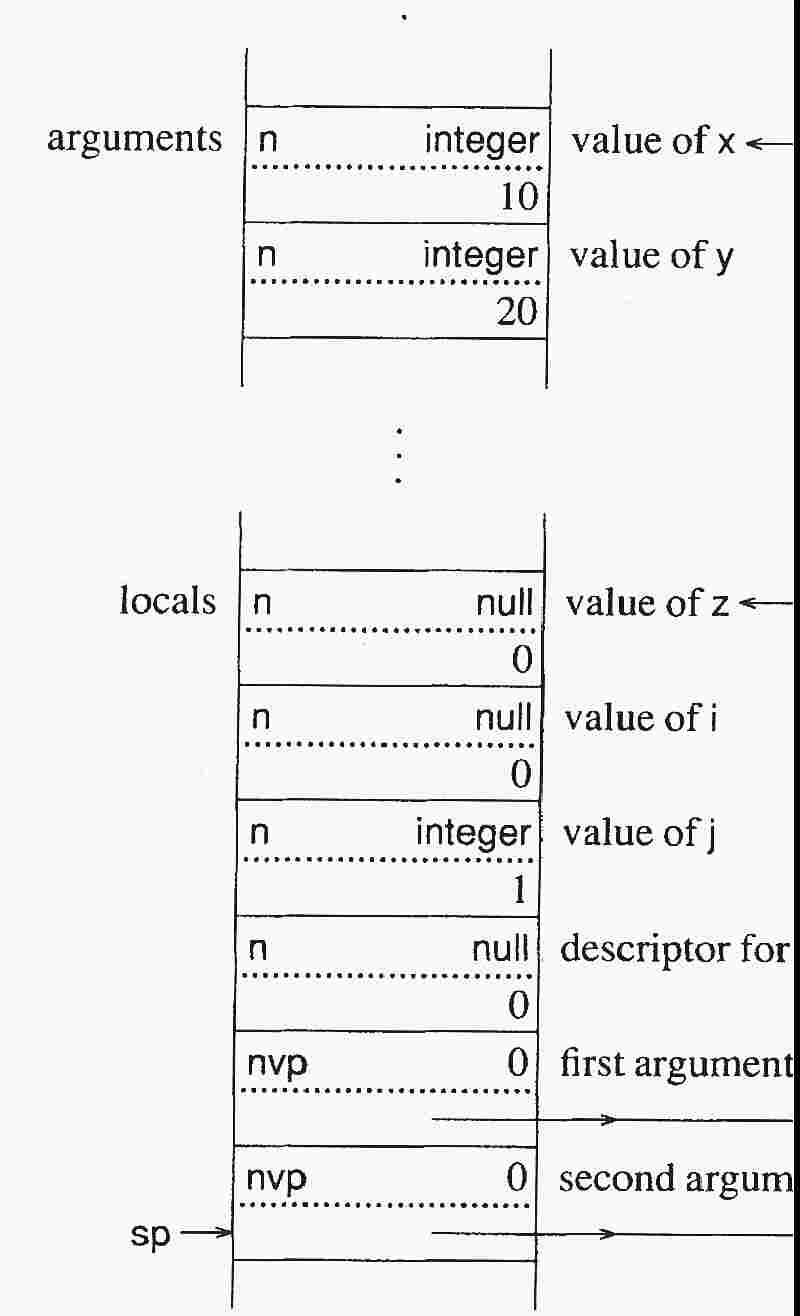 arguments n integer value of x
10
n integer value of y
20
locals n null value of z
0
n null value of i
0
n integer value of j
1
n null descriptor for
0
nvp 0 first argument
nvp 0 second argum
sp